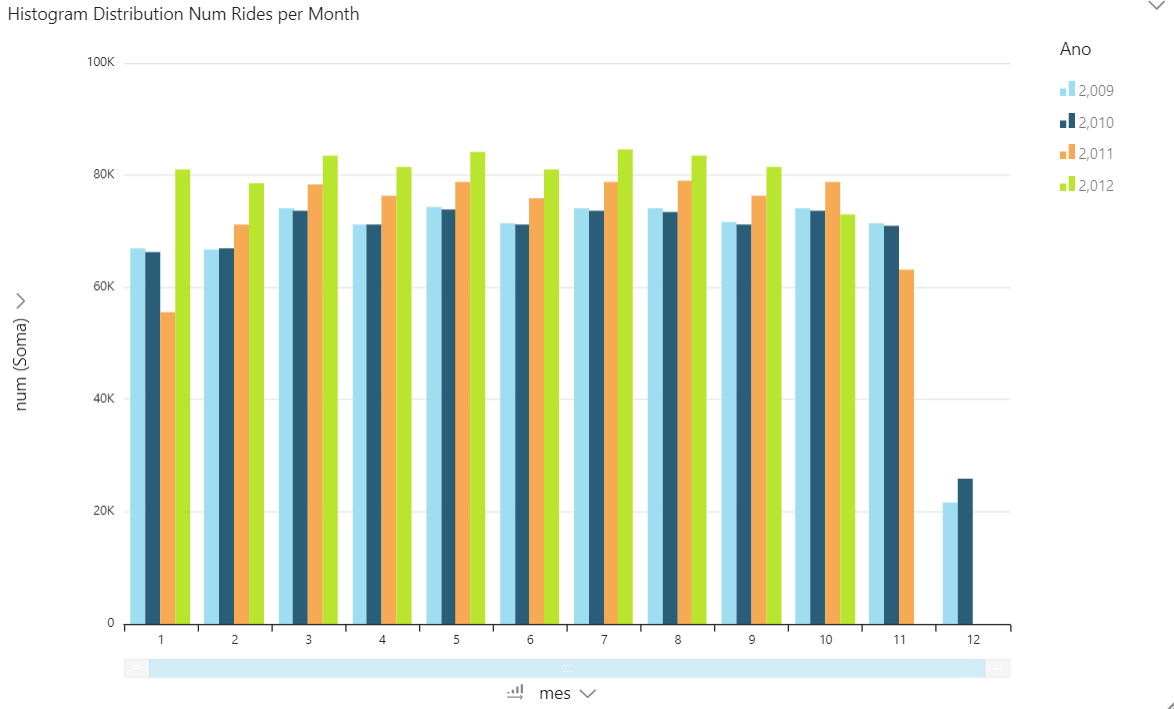 Histogram Distribution Num Rides per Month
Ano
2,009
2,010
2,011
2,012
100K
80K
60K
40K
20K
0
num (Soma)
1 2 3 4 5 6 7 8 9 10 11 12
mes